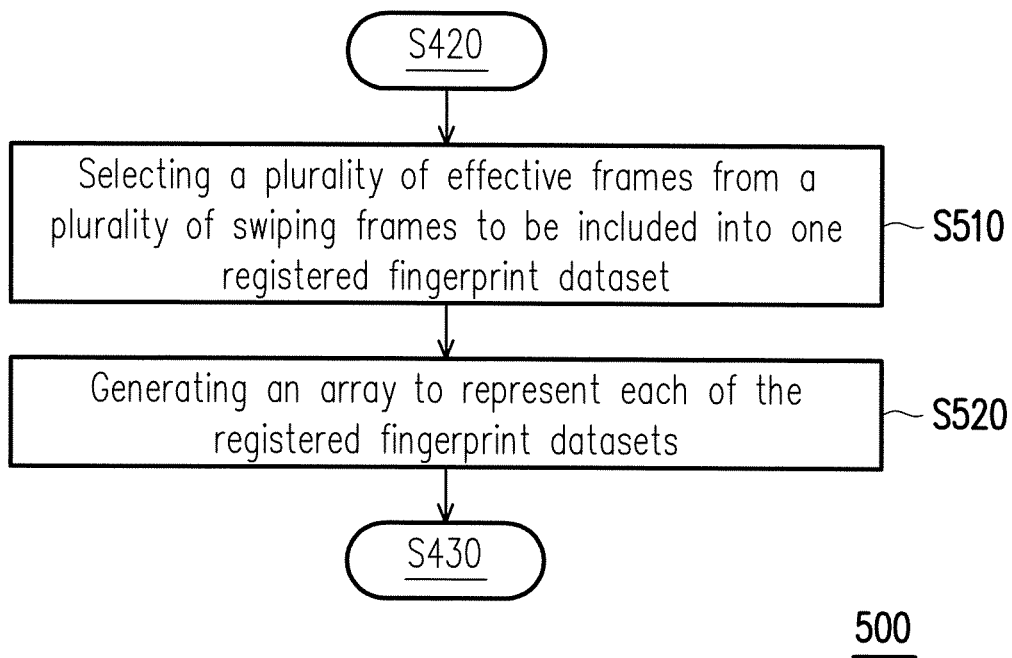 S420
Selecting a plurality of effective frames from a
plurality of swiping frames to be included into one
registered fingerprint dataset
S510
Generating an array to represent each of the
registered fingerprint datasets
S520
S430
500